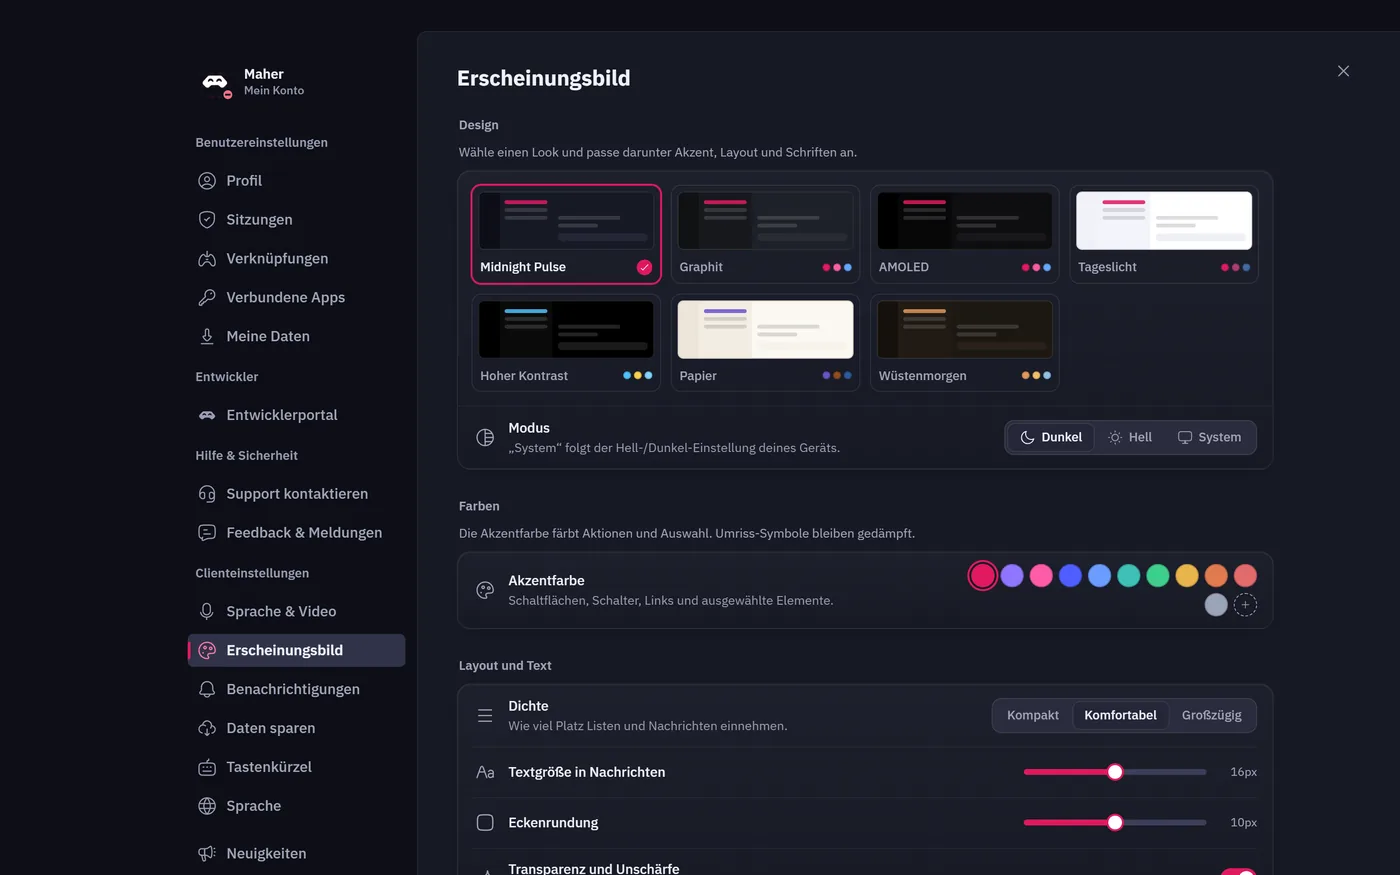 Maher
Mein Konto
Benutzereinstellungen
Profil
Sitzungen
Verknüpfungen
Verbundene Apps
Meine Daten
Entwickler
Entwicklerportal
Hilfe & Sicherheit
Support kontaktieren
Feedback & Meldungen
Clienteinstellungen
Sprache & Video
Erscheinungsbild
Benachrichtigungen
Daten sparen
Tastenkürzel
Sprache
Neuigkeiten
Erscheinungsbild
Design
Wähle einen Look und passe darunter Akzent, Layout und Schriften an.
Midnight Pulse
Graphit
AMOLED
Tageslicht
Hoher Kontrast
Papier
Wüstenmorgen
Modus
„System“ folgt der Hell-/Dunkel-Einstellung deines Geräts.
Dunkel
Hell
System
Farben
Die Akzentfarbe färbt Aktionen und Auswahl. Umriss-Symbole bleiben gedämpft.
Akzentfarbe
Schaltflächen, Schalter, Links und ausgewählte Elemente.
Layout und Text
Dichte
Wie viel Platz Listen und Nachrichten einnehmen.
Kompakt
Komfortabel
Großzügig
Aa
Textgröße in Nachrichten
16px
Eckenrundung
10px
Transparenz und Unschärfe